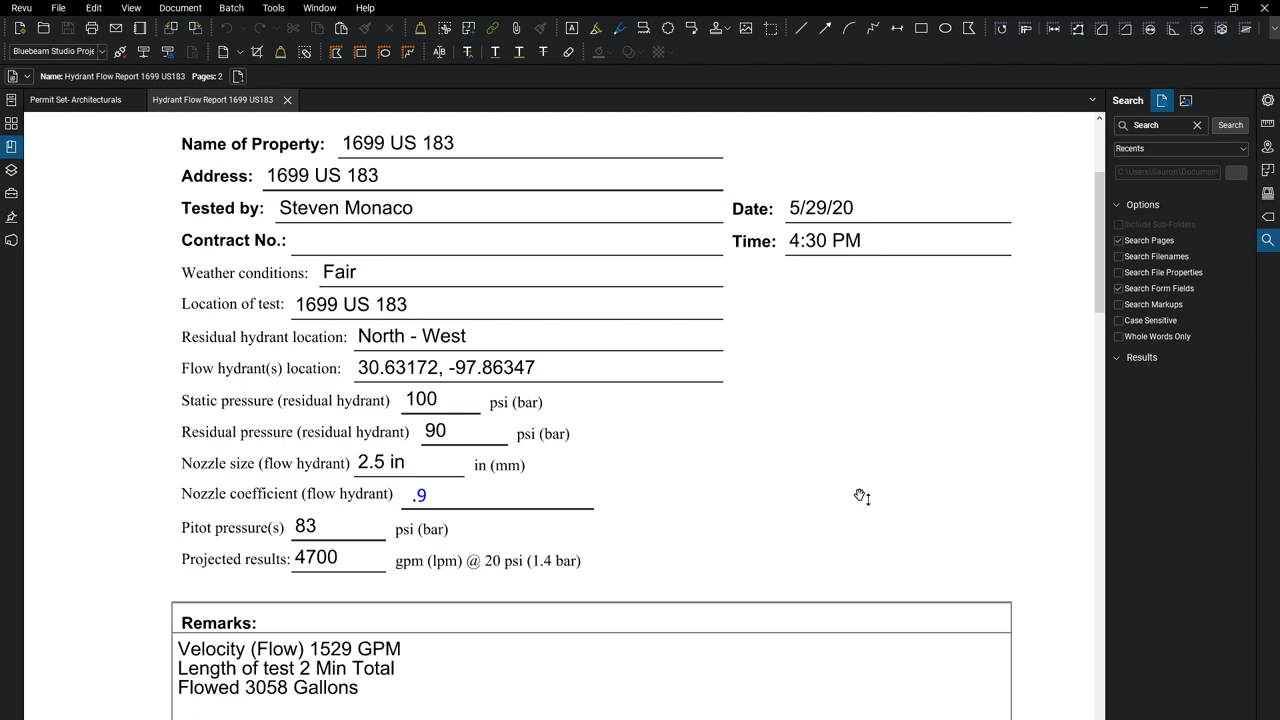 Revu File Edit View Document Batch Tools Window Help
Bluebeam Studio Proje
Name: Hydrant Flow Report 1699 US183 Pages: 2
Permit Set- Architecturals Hydrant Flow Report 1699 US183
Name of Property: 1699 US 183
Address: 1699 US 183
Tested by: Steven Monaco
Date: 5/29/20
Contract No.:
Time: 4:30 PM
Weather conditions: Fair
Location of test: 1699 US 183
Residual hydrant location: North - West
Flow hydrant(s) location: 30.63172, -97.86347
Static pressure (residual hydrant) 100 psi (bar)
Residual pressure (residual hydrant) 90 psi (bar)
Nozzle size (flow hydrant) 2.5 in in (mm)
Nozzle coefficient (flow hydrant) .9
Pitot pressure(s) 83 psi (bar)
Projected results: 4700 gpm (lpm) @ 20 psi (1.4 bar)
Remarks:
Velocity (Flow) 1529 GPM
Length of test 2 Min Total
Flowed 3058 Gallons
Search
Search Search
Recents
C:\Users\Sauron\Document
Options
Include Sub-Folders
Search Pages
Search Filenames
Search File Properties
Search Form Fields
Search Markups
Case Sensitive
Whole Words Only
Results